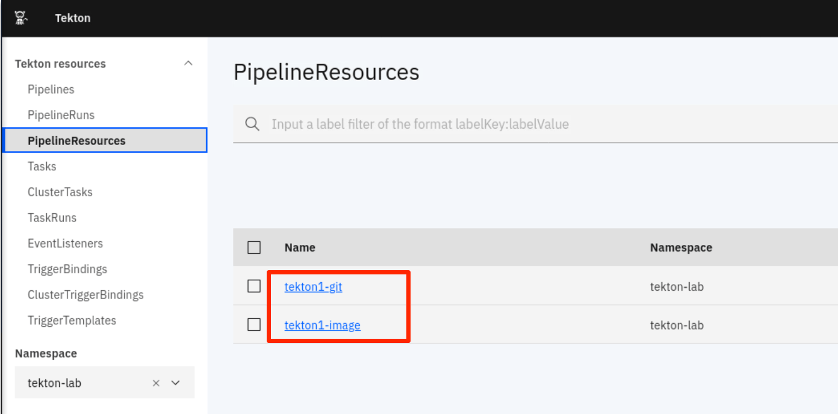 Tekton
Tekton resources
Pipelines
PipelineRuns
PipelineResources
Tasks
ClusterTasks
TaskRuns
EventListeners
TriggerBindings
ClusterTriggerBindings
TriggerTemplates
Namespace
tekton-lab
PipelineResources
Input a label filter of the format labelKey:labelValue
Name Namespace
tekton1-git tekton-lab
tekton1-image tekton-lab